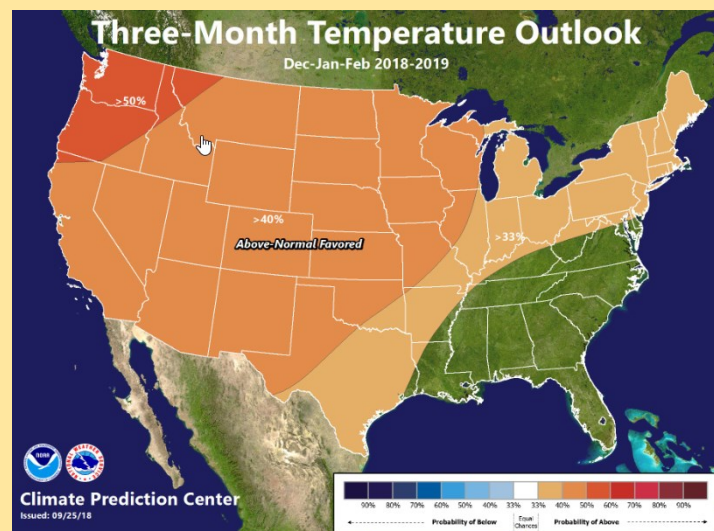 Three-Month Temperature Outlook
Dec-Jan-Feb 2018-2019
>50%
>40%
>33%
Above-Normal Favored
NOAA
Climate Prediction Center
Issued: 09/25/18
90% 80% 70% 60% 50% 40% 33% 33% 40% 50% 60% 70% 80% 90%
Probability of Below Equal Chances Probability of Above